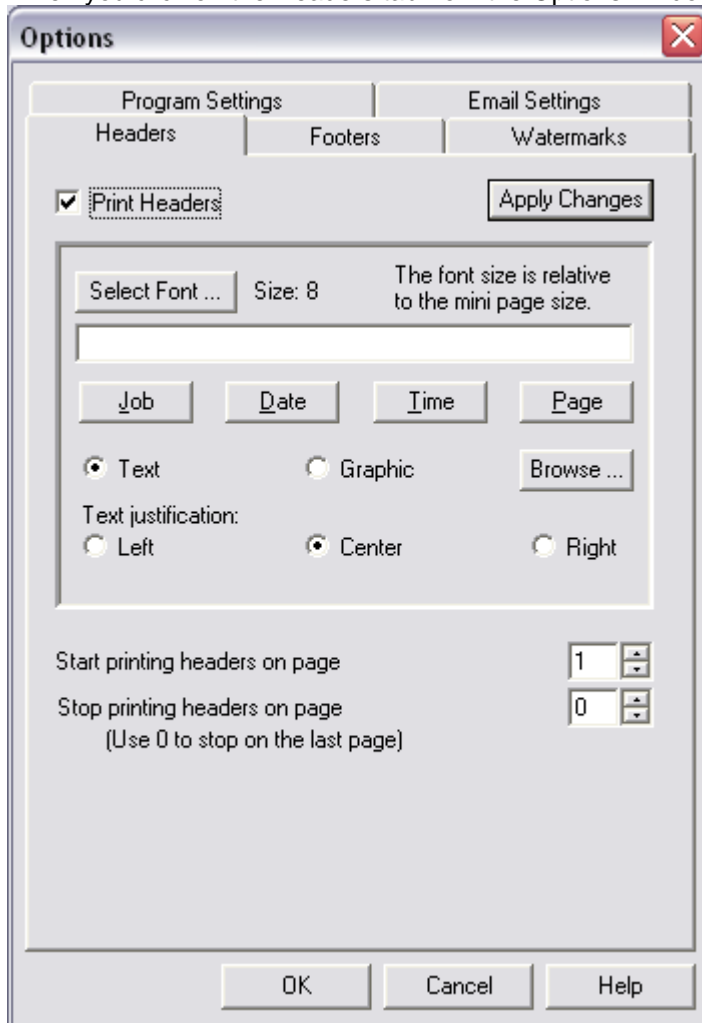 Options
Program Settings Email Settings
Headers Footers Watermarks
Print Headers Apply Changes
Select Font ... Size: 8 The font size is relative
to the mini page size.
Job Date Time Page
Text Graphic Browse ...
Text justification:
Left Center Right
Start printing headers on page 1
Stop printing headers on page 0
(Use 0 to stop on the last page)
OK Cancel Help